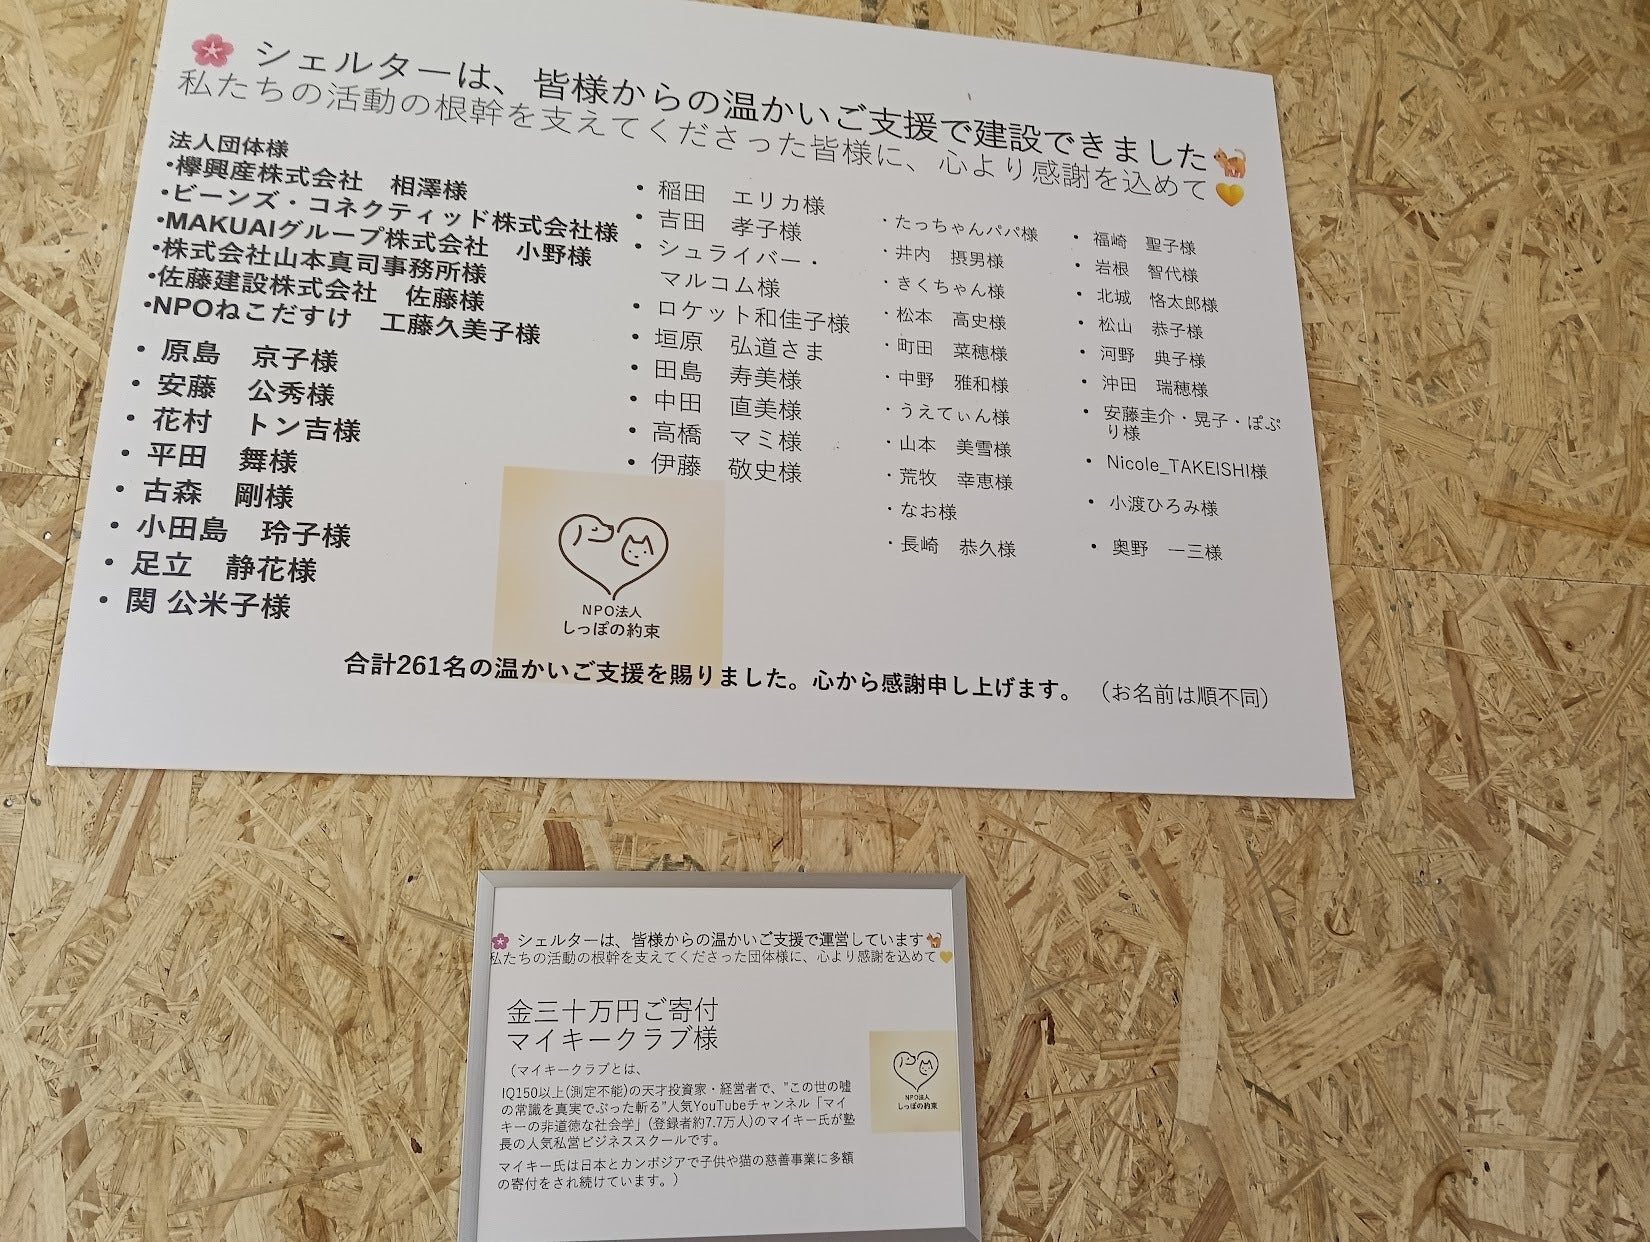 シェルターは、皆様からの温かいご支援で建設できました
私たちの活動の根幹を支えてくださった皆様に、心より感謝を込めて
法人団体様
・欅興産株式会社 相澤様
・ビーンズ・コネクティッド株式会社様
・MAKUAIグループ株式会社 小野様
・株式会社山本真司事務所様
・佐藤建設株式会社 佐藤様
・NPOねこだすけ 工藤久美子様
• 原島 京子様
• 安藤 公秀様
• 花村 トン吉様
• 平田 舞様
• 古森 剛様
• 小田島 玲子様
• 足立 静花様
• 関 公米子様
• 稲田 エリカ様
• 吉田 孝子様
• シュライバー・
マルコム様
• ロケット和佳子様
• 垣原 弘道さま
• 田島 寿美様
• 中田 直美様
• 高橋 マミ様
• 伊藤 敬史様
・たっちゃんパパ様
・井内 摂男様
・きくちゃん様
・松本 高史様
・町田 菜穂様
・中野 雅和様
・うえてぃん様
・山本 美雪様
・荒牧 幸恵様
・なお様
・長崎 恭久様
• 福崎 聖子様
• 岩根 智代様
• 北城 恪太郎様
• 松山 恭子様
• 河野 典子様
• 沖田 瑞穂様
• 安藤圭介・晃子・ぽぷ
り様
• Nicole_TAKEISHI様
• 小渡ひろみ様
• 奥野 一三様
NPO法人
しっぽの約束
合計261名の温かいご支援を賜りました。心から感謝申し上げます。 （お名前は順不同）
シェルターは、皆様からの温かいご支援で運営しています
私たちの活動の根幹を支えてくださった団体様に、心より感謝を込めて
金三十万円ご寄付
マイキークラブ様
（マイキークラブとは、
IQ150以上(測定不能)の天才投資家・経営者で、"この世の嘘
の常識を真実でぶった斬る"人気YouTubeチャンネル「マイ
キーの非道徳な社会学」(登録者約7.7万人)のマイキー氏が塾
長の人気私営ビジネススクールです。
マイキー氏は日本とカンボジアで子供や猫の慈善事業に多額
の寄付をされ続けています。）
NPO法人
しっぽの約束